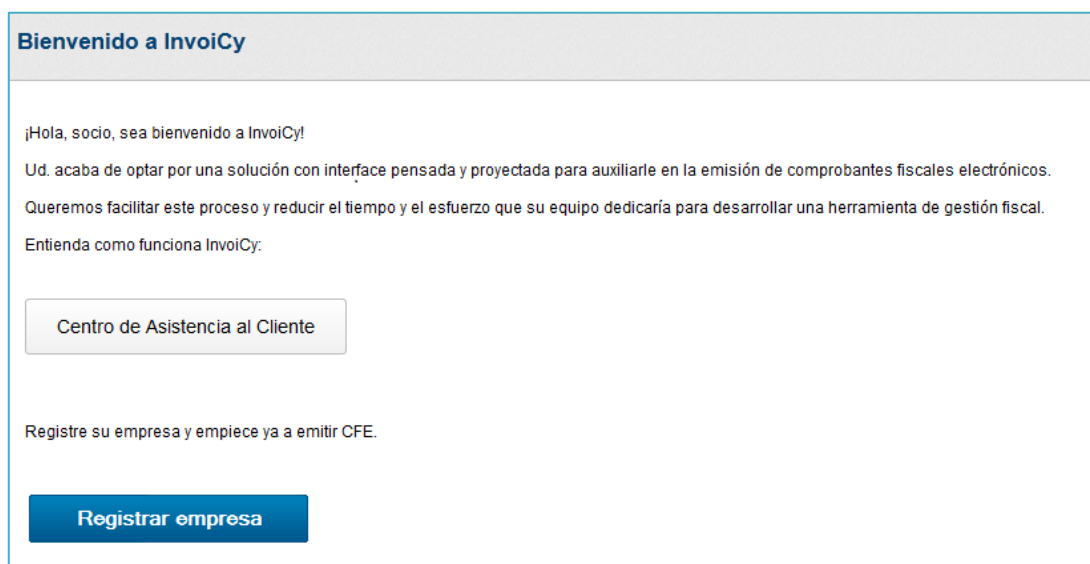 Bienvenido a InvoiCy
¡Hola, socio, sea bienvenido a InvoiCy!
Ud. acaba de optar por una solución con interface pensada y proyectada para auxiliarle en la emisión de comprobantes fiscales electrónicos.
Queremos facilitar este proceso y reducir el tiempo y el esfuerzo que su equipo dedicaría para desarrollar una herramienta de gestión fiscal.
Entienda como funciona InvoiCy:
Centro de Asistencia al Cliente
Registre su empresa y empiece ya a emitir CFE.
Registrar empresa